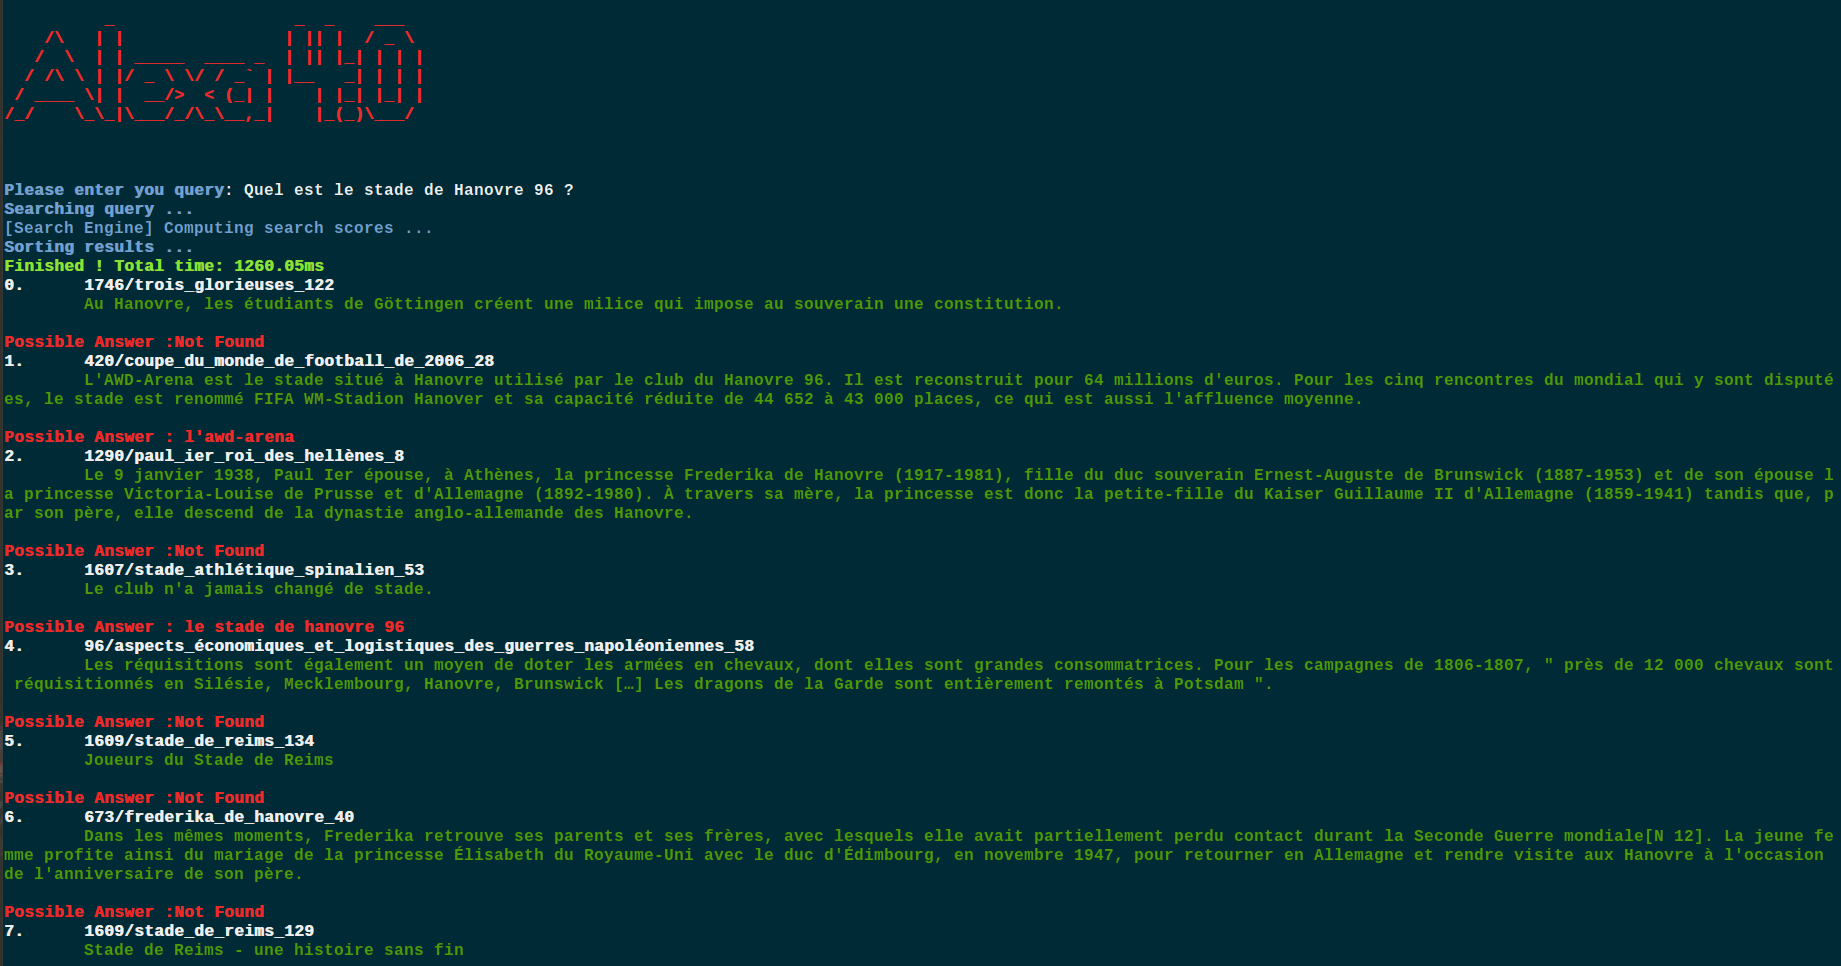 Alexa 4.0
Please enter you query: Quel est le stade de Hanovre 96 ?
Searching query ...
[Search Engine] Computing search scores ...
Sorting results ...
Finished ! Total time: 1260.05ms
0. 1746/trois_glorieuses_122
Au Hanovre, les étudiants de Göttingen créent une milice qui impose au souverain une constitution.
Possible Answer :Not Found
1. 420/coupe_du_monde_de_football_de_2006_28
L'AWD-Arena est le stade situé à Hanovre utilisé par le club du Hanovre 96. Il est reconstruit pour 64 millions d'euros. Pour les cinq rencontres du mondial qui y sont disputé
es, le stade est renommé FIFA WM-Stadion Hanover et sa capacité réduite de 44 652 à 43 000 places, ce qui est aussi l'affluence moyenne.
Possible Answer : l'awd-arena
2. 1290/paul_ier_roi_des_hellènes_8
Le 9 janvier 1938, Paul Ier épouse, à Athènes, la princesse Frederika de Hanovre (1917-1981), fille du duc souverain Ernest-Auguste de Brunswick (1887-1953) et de son épouse l
a princesse Victoria-Louise de Prusse et d'Allemagne (1892-1980). À travers sa mère, la princesse est donc la petite-fille du Kaiser Guillaume II d'Allemagne (1859-1941) tandis que, p
ar son père, elle descend de la dynastie anglo-allemande des Hanovre.
Possible Answer :Not Found
3. 1607/stade_athlétique_spinalien_53
Le club n'a jamais changé de stade.
Possible Answer : le stade de hanovre 96
4. 96/aspects_économiques_et_logistiques_des_guerres_napoléoniennes_58
Les réquisitions sont également un moyen de doter les armées en chevaux, dont elles sont grandes consommatrices. Pour les campagnes de 1806-1807, " près de 12 000 chevaux sont
réquisitionnés en Silésie, Mecklembourg, Hanovre, Brunswick […] Les dragons de la Garde sont entièrement remontés à Potsdam ".
Possible Answer :Not Found
5. 1609/stade_de_reims_134
Joueurs du Stade de Reims
Possible Answer :Not Found
6. 673/frederika_de_hanovre_40
Dans les mêmes moments, Frederika retrouve ses parents et ses frères, avec lesquels elle avait partiellement perdu contact durant la Seconde Guerre mondiale[N 12]. La jeune fe
mme profite ainsi du mariage de la princesse Élisabeth du Royaume-Uni avec le duc d'Édimbourg, en novembre 1947, pour retourner en Allemagne et rendre visite aux Hanovre à l'occasion
de l'anniversaire de son père.
Possible Answer :Not Found
7. 1609/stade_de_reims_129
Stade de Reims - une histoire sans fin